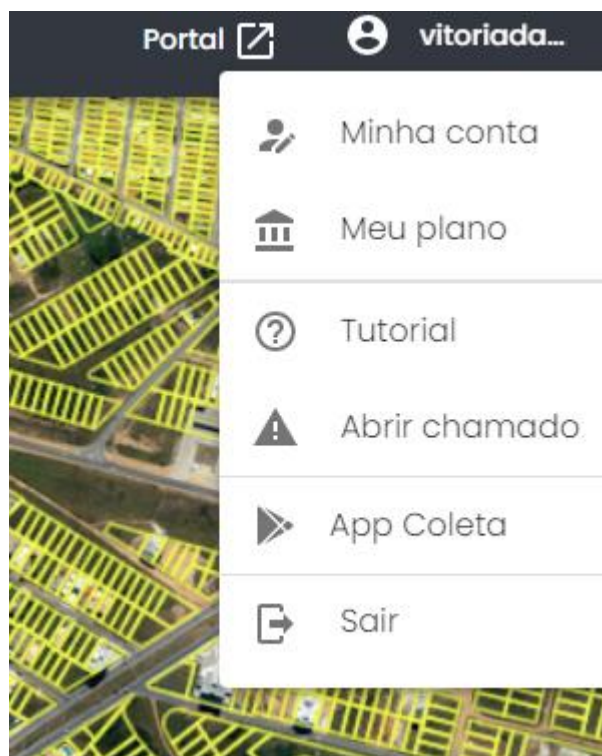 Portal vitoriada...
Minha conta
Meu plano
Tutorial
Abrir chamado
App Coleta
Sair